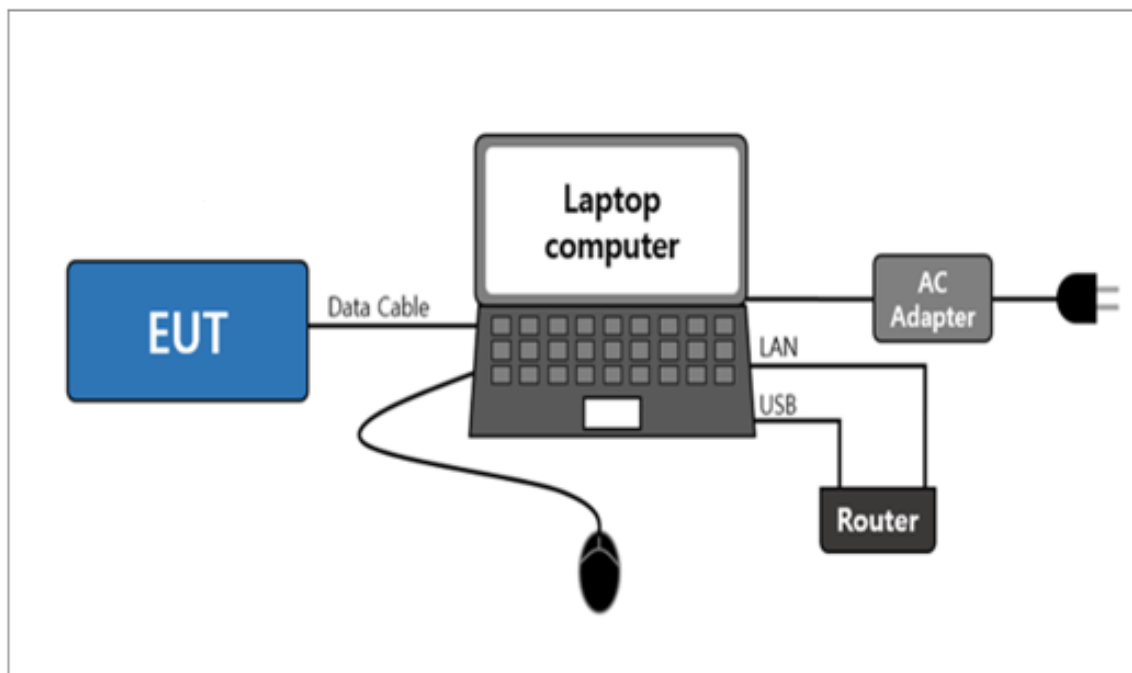 Laptop
computer
EUT
Data Cable
AC
Adapter
LAN
USB
Router